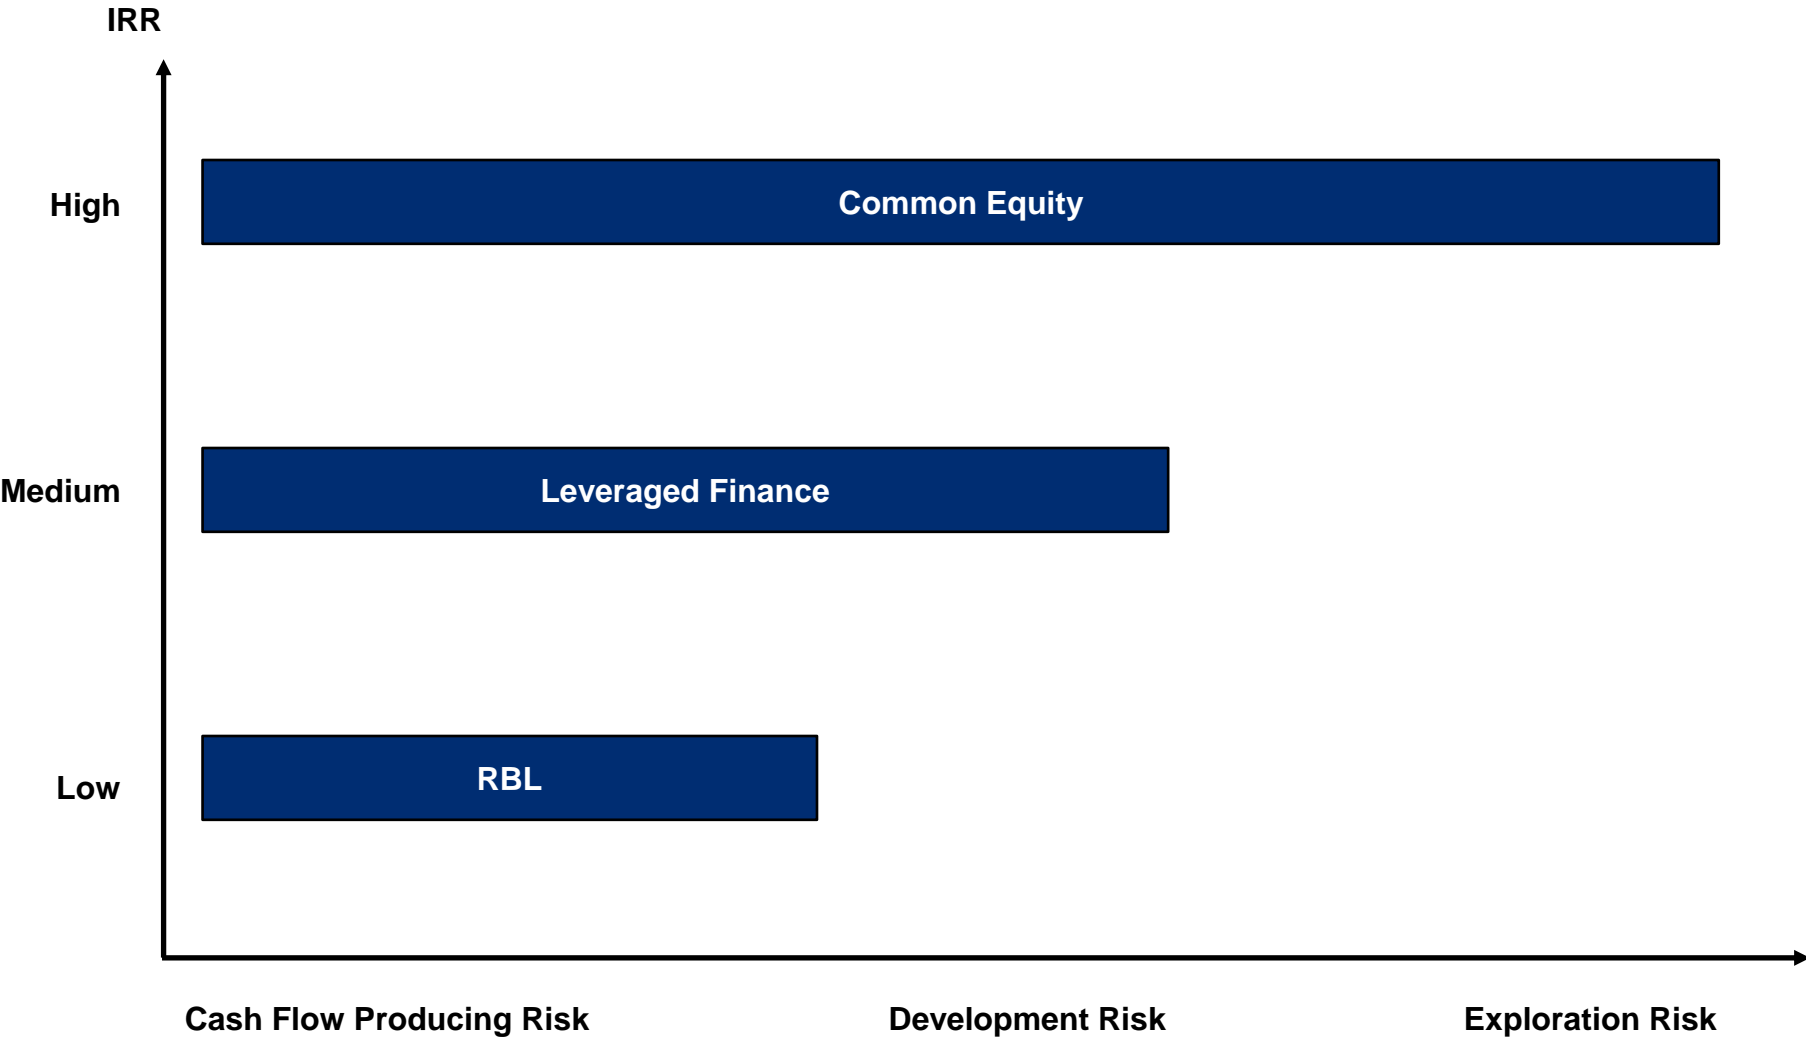 IRR
High
Common Equity
Medium
Leveraged Finance
Low
RBL
Cash Flow Producing Risk
Development Risk
Exploration Risk